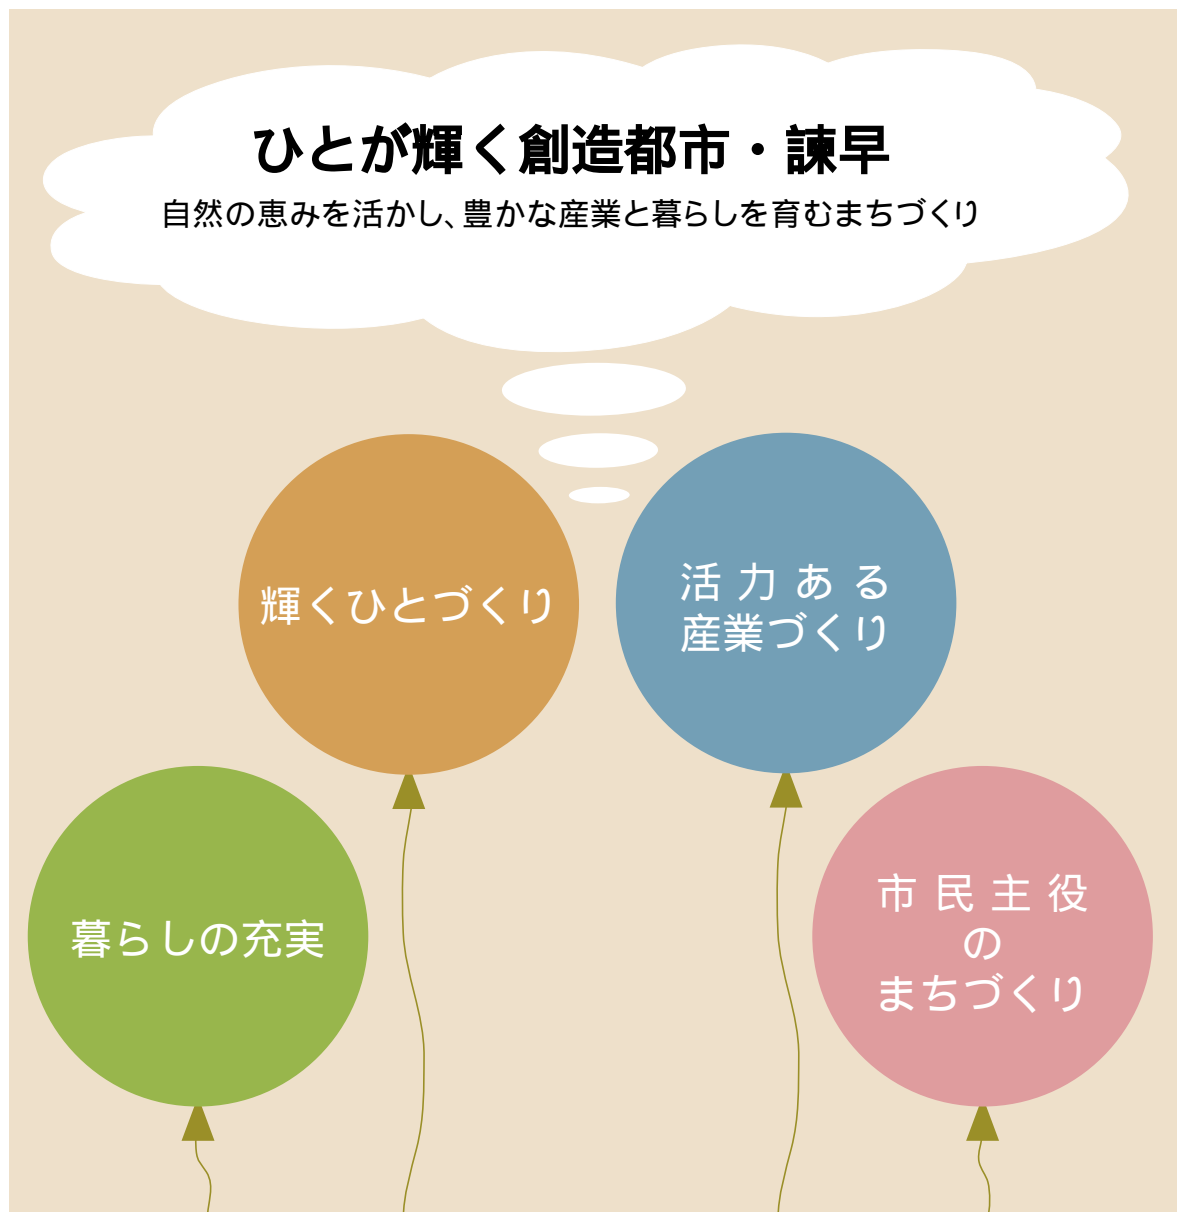 ひとが輝く創造都市・諫早
自然の恵みを活かし、豊かな産業と暮らしを育むまちづくり
輝くひとづくり
活力ある
産業づくり
暮らしの充実
市民主役
の
まちづくり